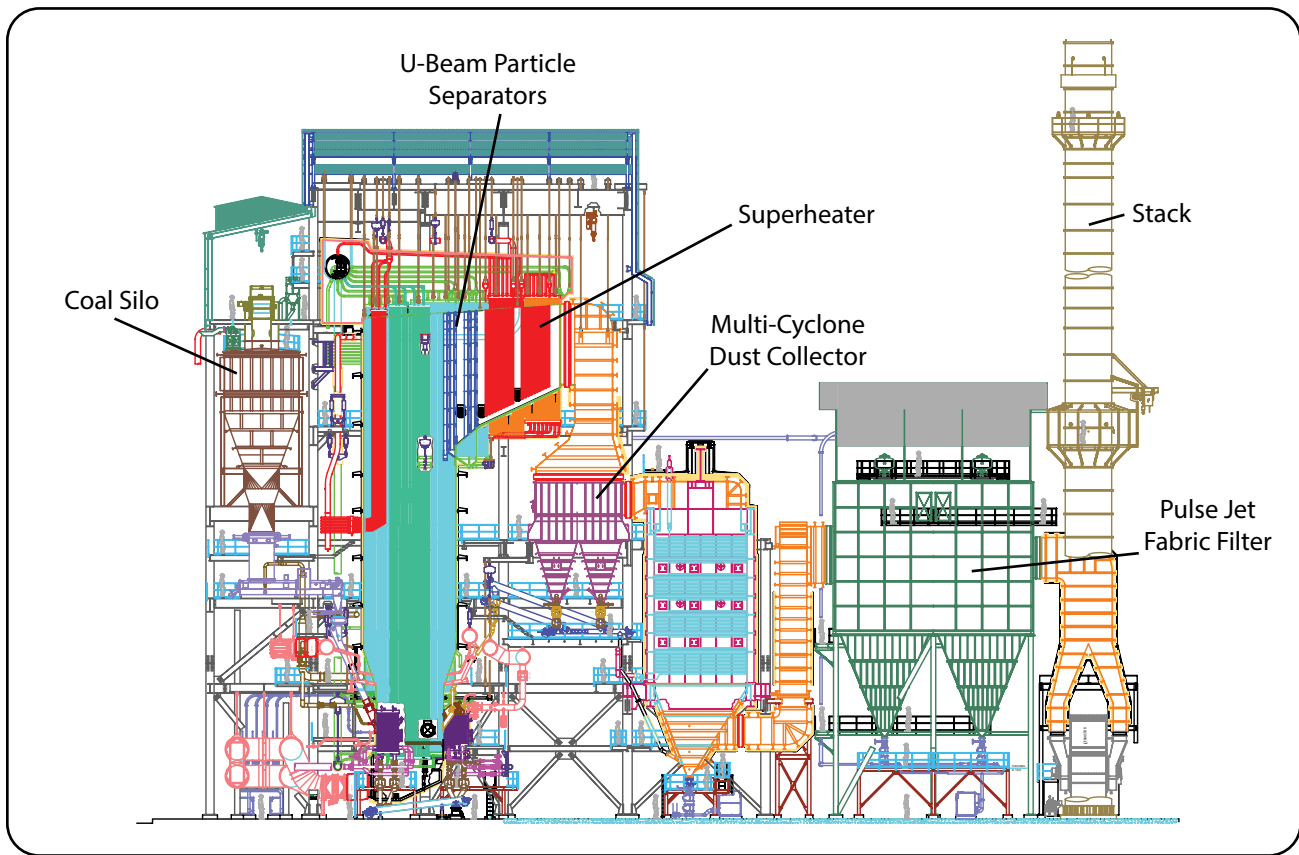 U-Beam Particle
Separators
Superheater
Stack
Coal Silo
Multi-Cyclone
Dust Collector
Pulse Jet
Fabric Filter